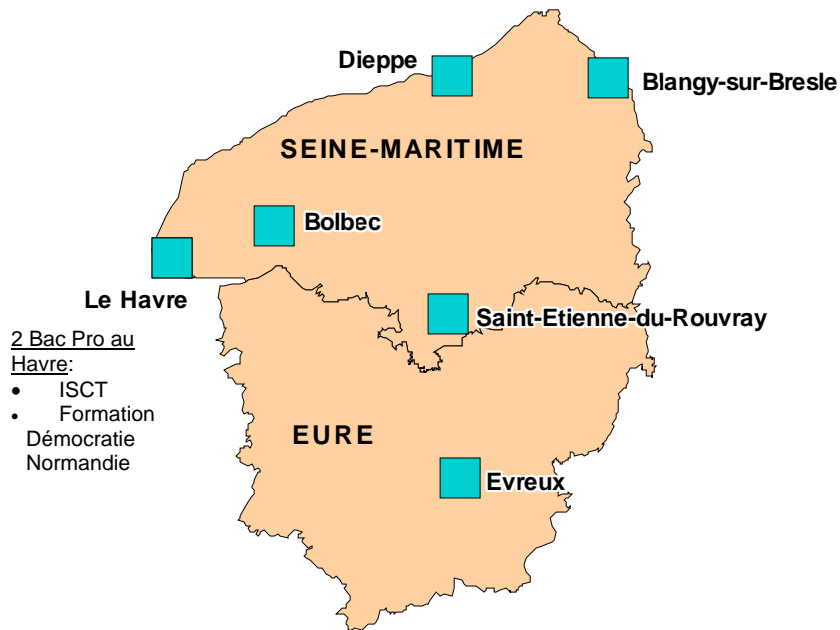 Dieppe
Blangy-sur-Bresle
SEINE-MARITIME
Bolbec
Le Havre
Saint-Etienne-du-Rouvray
2 Bac Pro au
Havre:
• ISCT
• Formation
Démocratie
Normandie
EURE
Evreux